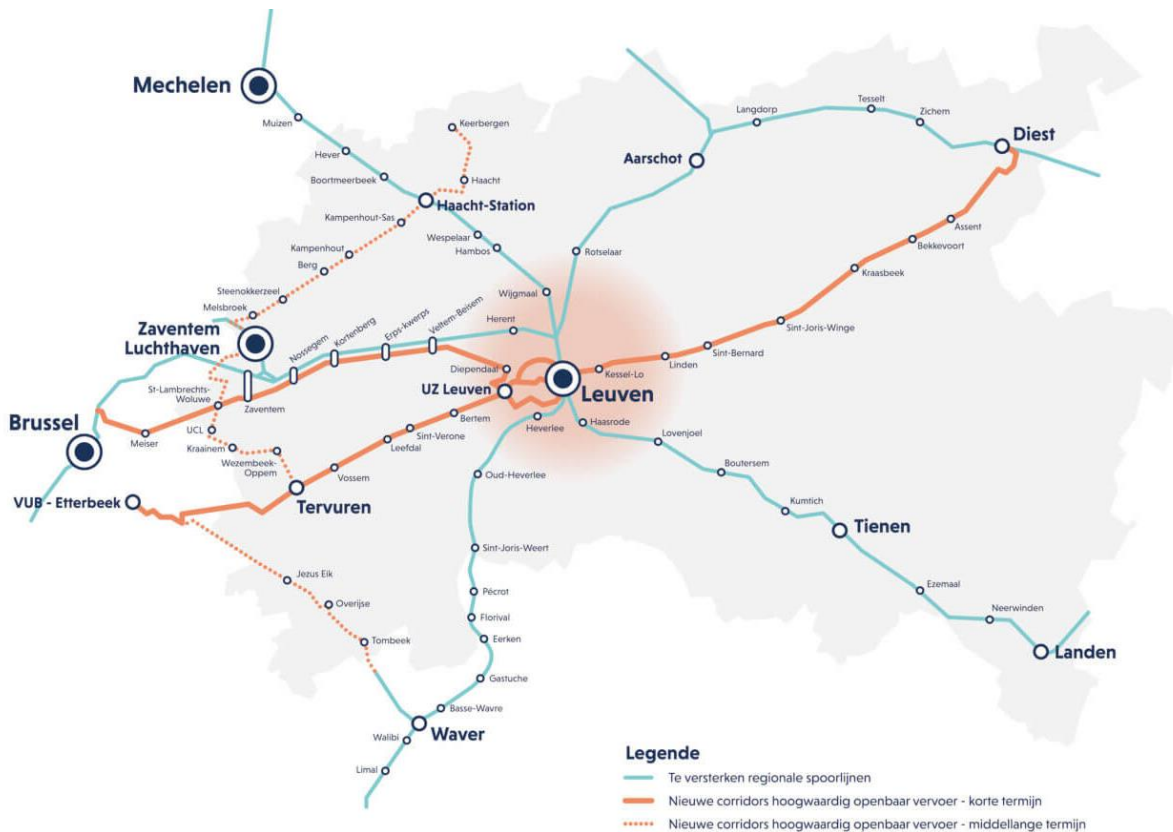 Mechelen
Muizen
Keerbergen
Hever
Boortmeerbeek
Haacht
Haacht-Station
Kampenhout-Sas
Wespelaar
Hambos
Kampenhout
Berg
Steenokkerzeel
Melsbroek
Wijgmaal
Rotselaar
Aarschot
Langdorp
Tesselt
Zichem
Diest
Assent
Bekkevoort
Kraasbeek
Sint-Joris-Winge
Sint-Bernard
Linden
Kessel-Lo
Zaventem
Luchthaven
Nossegem
Kortenberg
Erps-kwerps
Veltem-Beisem
Herent
Diependaal
UZ Leuven
Leuven
St-Lambrechts-
Woluwe
Zaventem
Brussel
Meiser
UCL
Kraainem
Wezembeek-
Oppem
Bertem
Sint-Verone
Leefdal
Vossem
Tervuren
VUB - Etterbeek
Heverlee
Haasrode
Oud-Heverlee
Lovenjoel
Boutersem
Kumtich
Tienen
Ezemaal
Neerwinden
Landen
Sint-Joris-Weert
Pécrot
Florival
Eerken
Gastuche
Basse-Wavre
Jezus Eik
Overijse
Tombeek
Waver
Walibi
Limal
Legende
Te versterken regionale spoorlijnen
Nieuwe corridors hoogwaardig openbaar vervoer - korte termijn
Nieuwe corridors hoogwaardig openbaar vervoer - middellange termijn